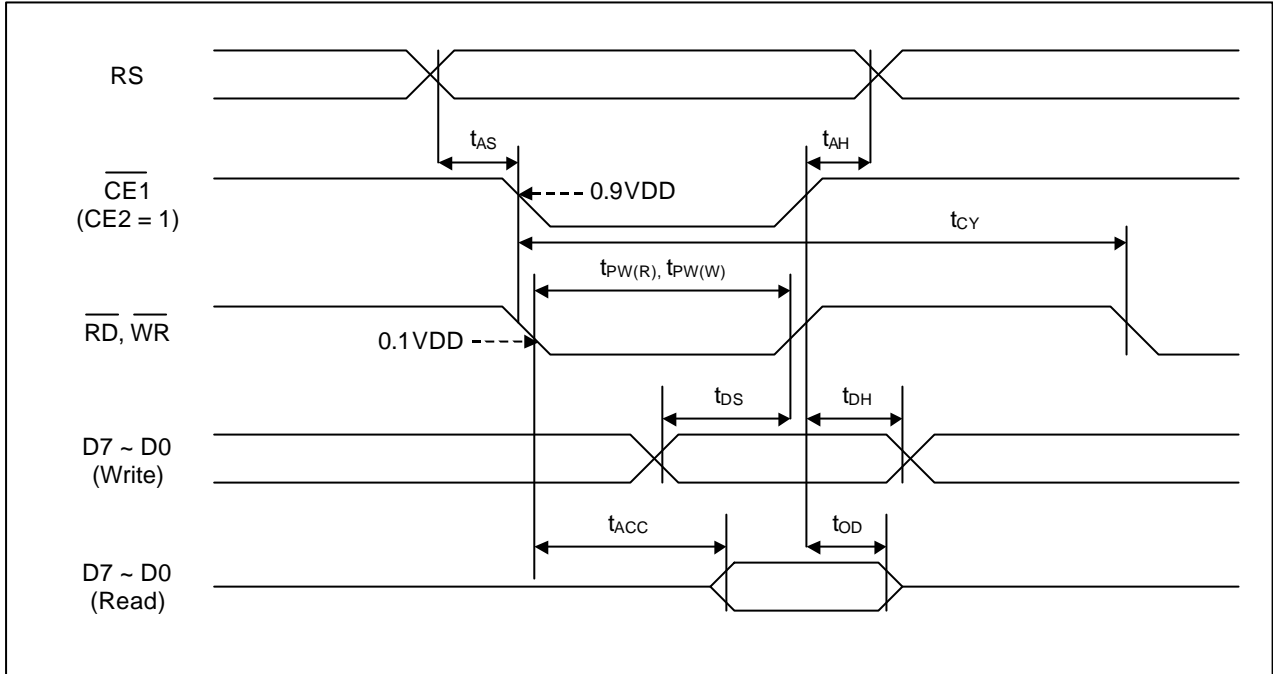 RS
tAS
tAH
CE1
(CE2 = 1)
0.9VDD
tCY
tPW(R), tPW(W)
RD, WR
0.1VDD
tDS
tDH
D7 ~ D0
(Write)
tACC
tOD
D7 ~ D0
(Read)